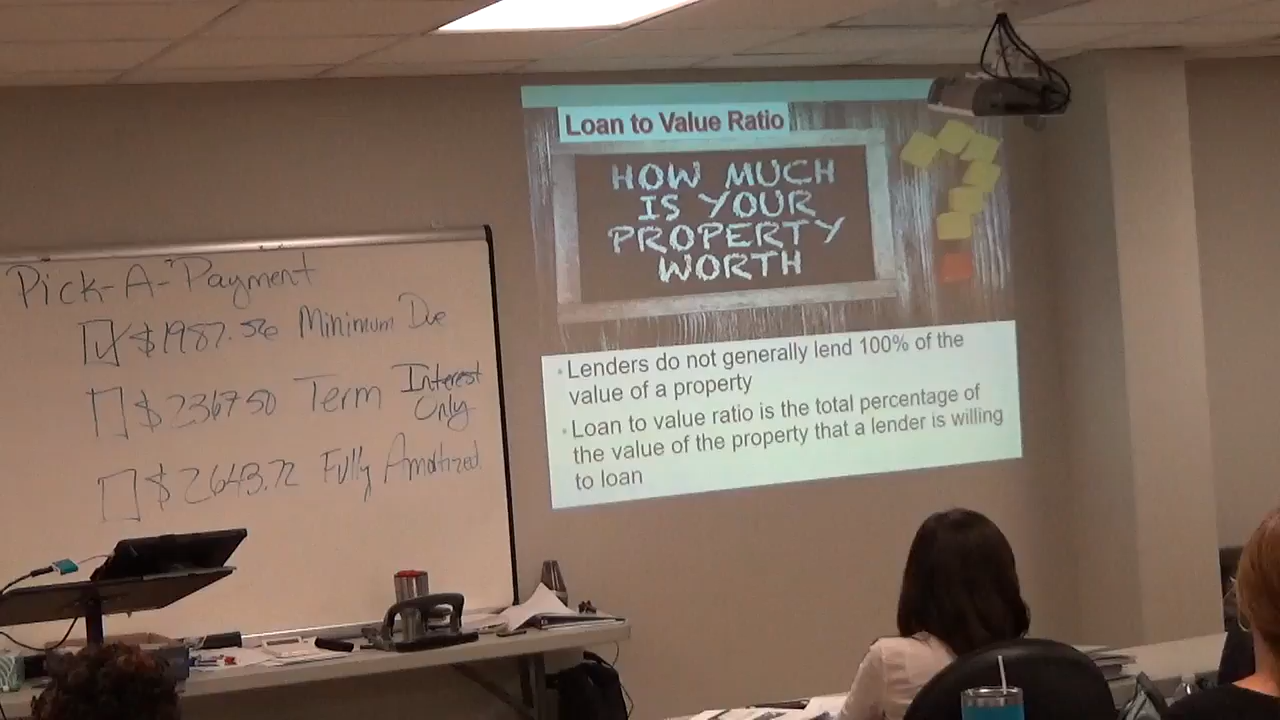 Pick-A-Payment
$1987.56 Minimum Due
$2367.50 Term Interest
Only
$2643.72 Fully Amortized
Loan to Value Ratio
HOW MUCH
IS YOUR
PROPERTY
WORTH
Lenders do not generally lend 100% of the
value of a property
Loan to value ratio is the total percentage of
the value of the property that a lender is willing
to loan